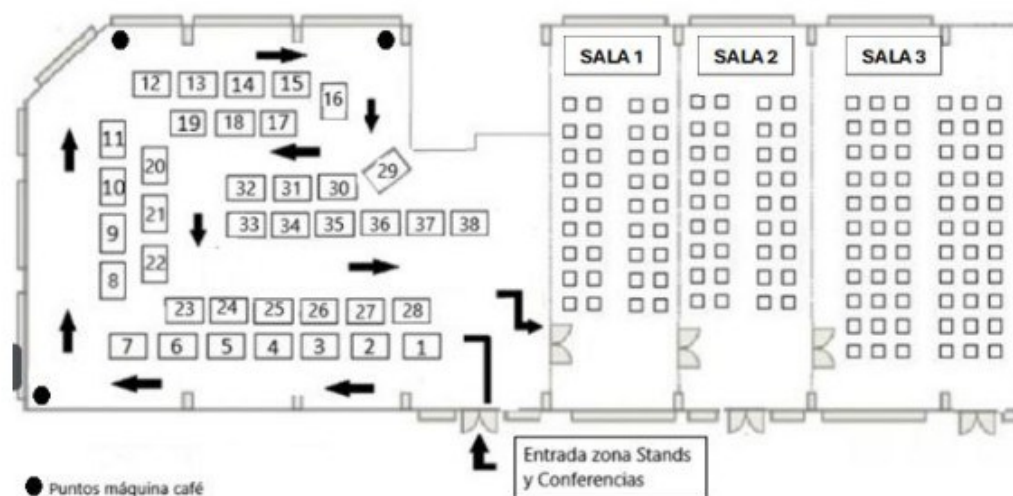 SALA 1 SALA 2 SALA 3
12 13 14 15
16
19 18 17
11
20
29
10
32 31 30
21
9
33 34 35 36 37 38
22
8
23 24 25 26 27 28
7 6 5 4 3 2 1
Entrada zona Stands
y Conferencias
Puntos máquina café